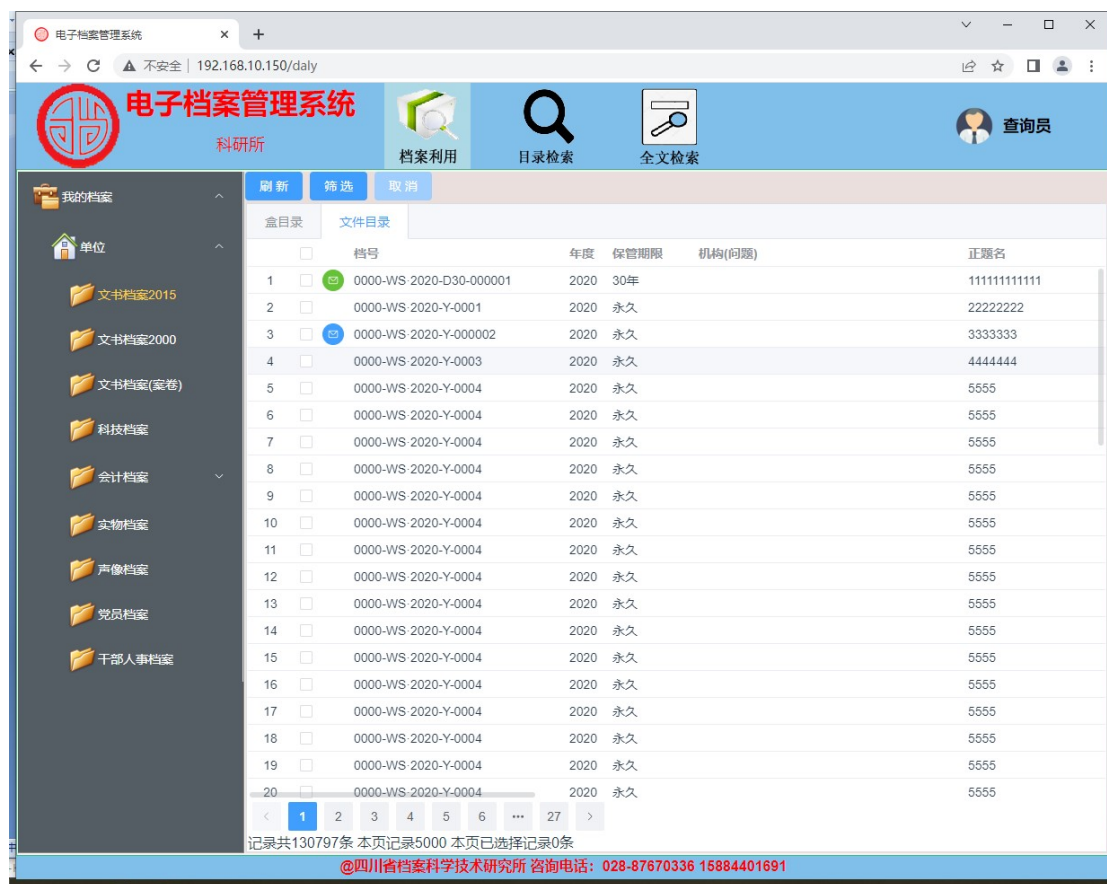 电子档案管理系统
不安全 | 192.168.10.150/daly
电子档案管理系统
科研所
档案利用
目录检索
全文检索
查询员
我的档案
单位
文书档案2015
文书档案2000
文书档案(案卷)
科技档案
会计档案
实物档案
声像档案
党员档案
干部人事档案
刷新 筛选 取消
盒目录 文件目录
档号 年度 保管期限 机构(问题) 正题名
1 0000-WS·2020-D30-000001 2020 30年 111111111111
2 0000-WS·2020-Y-0001 2020 永久 22222222
3 0000-WS·2020-Y-000002 2020 永久 3333333
4 0000-WS·2020-Y-0003 2020 永久 4444444
5 0000-WS·2020-Y-0004 2020 永久 5555
6 0000-WS·2020-Y-0004 2020 永久 5555
7 0000-WS·2020-Y-0004 2020 永久 5555
8 0000-WS·2020-Y-0004 2020 永久 5555
9 0000-WS·2020-Y-0004 2020 永久 5555
10 0000-WS·2020-Y-0004 2020 永久 5555
11 0000-WS·2020-Y-0004 2020 永久 5555
12 0000-WS·2020-Y-0004 2020 永久 5555
13 0000-WS·2020-Y-0004 2020 永久 5555
14 0000-WS·2020-Y-0004 2020 永久 5555
15 0000-WS·2020-Y-0004 2020 永久 5555
16 0000-WS·2020-Y-0004 2020 永久 5555
17 0000-WS·2020-Y-0004 2020 永久 5555
18 0000-WS·2020-Y-0004 2020 永久 5555
19 0000-WS·2020-Y-0004 2020 永久 5555
20 0000-WS·2020-Y-0004 2020 永久 5555
1 2 3 4 5 6 ••• 27
记录共130797条 本页记录5000 本页已选择记录0条
@四川省档案科学技术研究所 咨询电话：028-87670336 15884401691